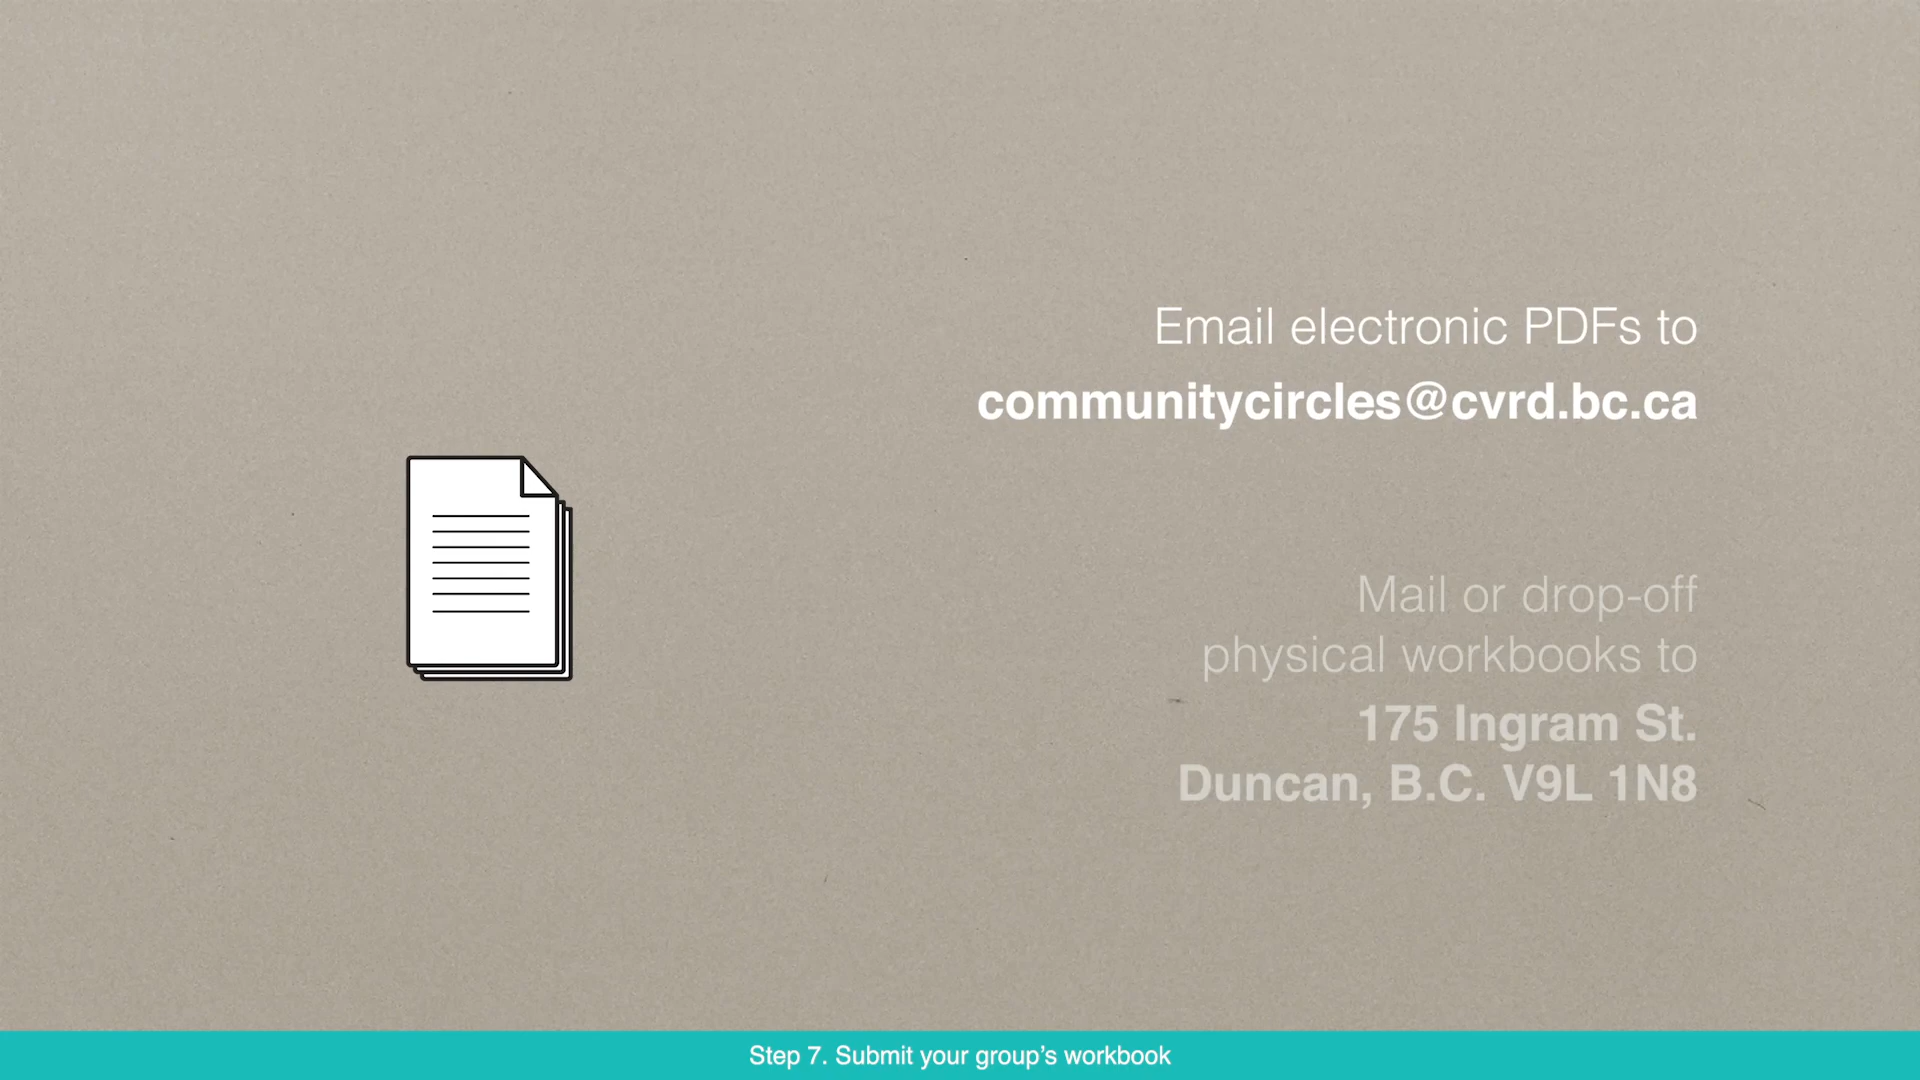 Email electronic PDFs to
communitycircles@cvrd.bc.ca
Mail or drop-off
physical workbooks to
175 Ingram St.
Duncan, B.C. V9L 1N8
Step 7. Submit your group’s workbook